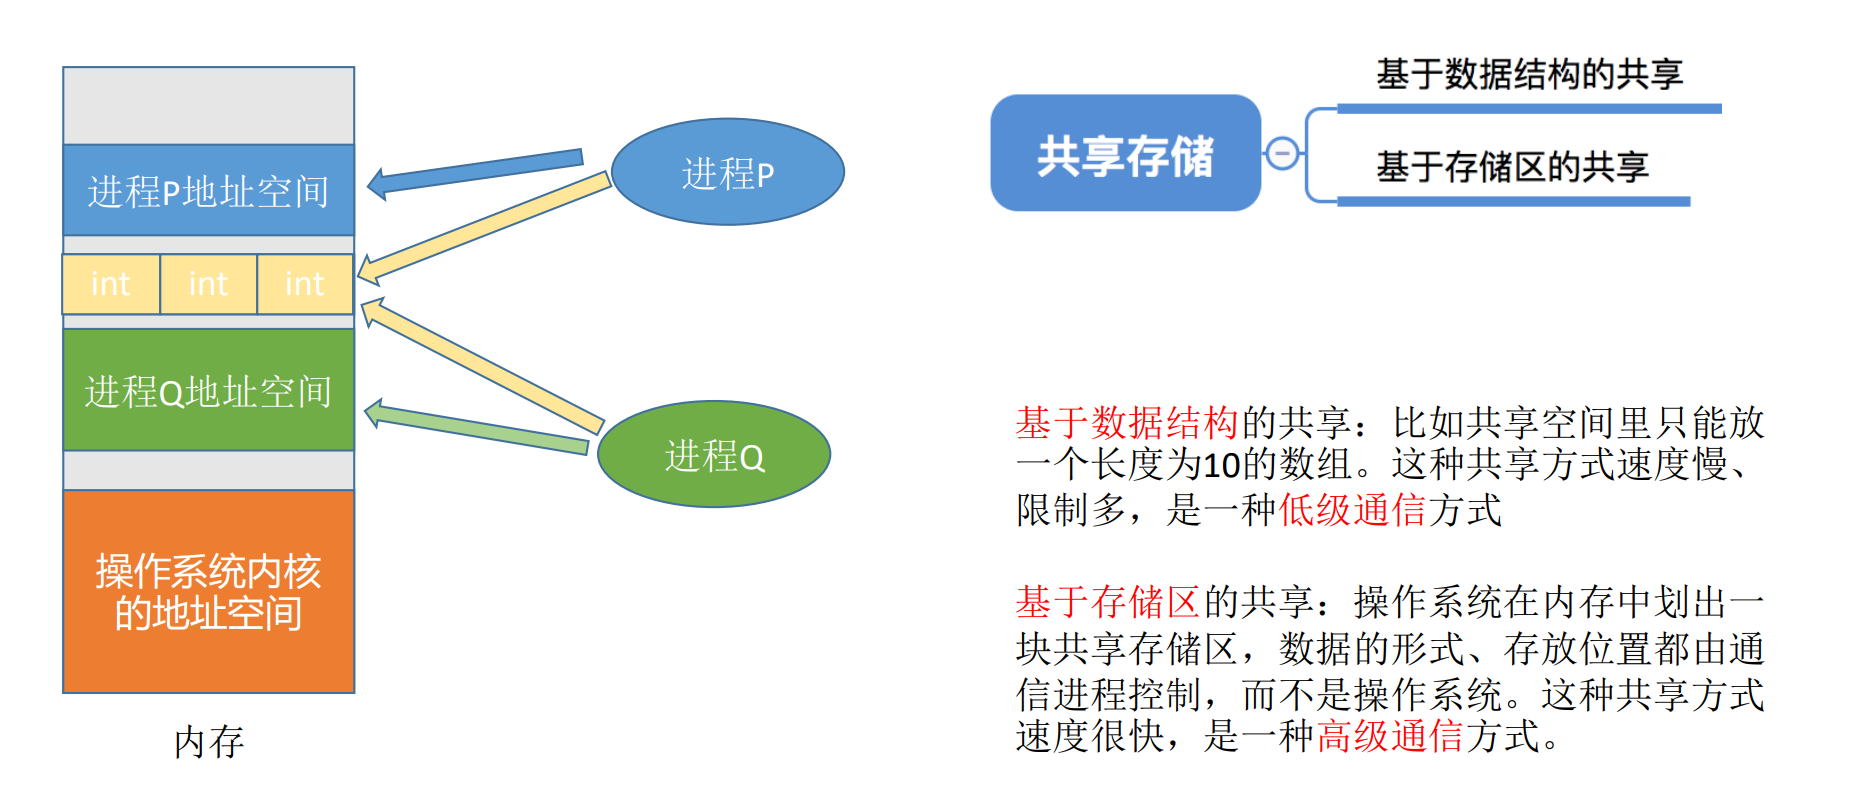 进程P地址空间
int int int
进程Q地址空间
操作系统内核
的地址空间
内存
进程P
进程Q
共享存储
基于数据结构的共享
基于存储区的共享
基于数据结构的共享：比如共享空间里只能放
一个长度为10的数组。这种共享方式速度慢、
限制多，是一种低级通信方式
基于存储区的共享：操作系统在内存中划出一
块共享存储区，数据的形式、存放位置都由通
信进程控制，而不是操作系统。这种共享方式
速度很快，是一种高级通信方式。